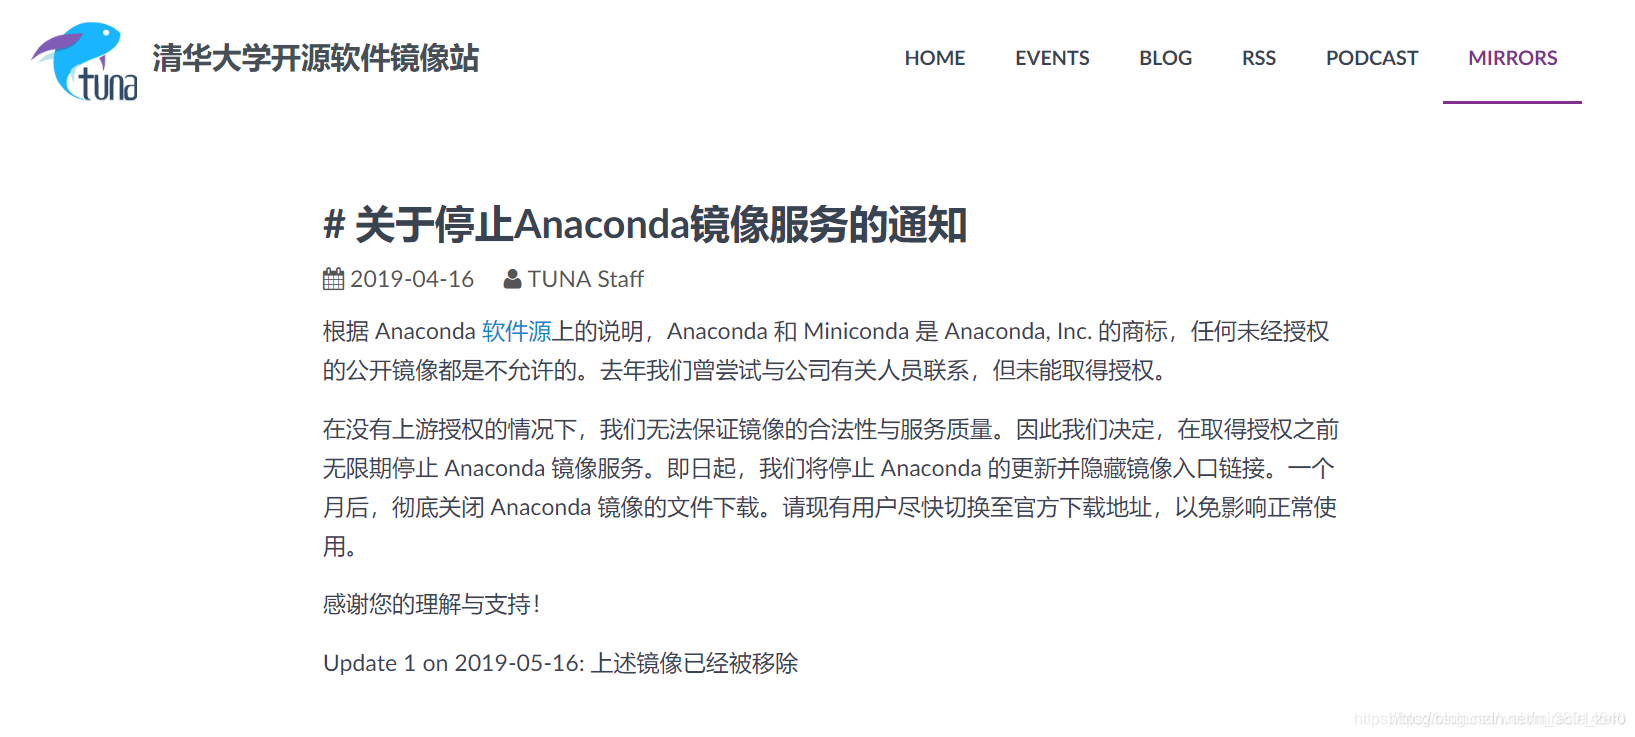 tuna
清华大学开源软件镜像站
HOME EVENTS BLOG RSS PODCAST MIRRORS
# 关于停止Anaconda镜像服务的通知
2019-04-16 TUNA Staff
根据 Anaconda 软件源上的说明，Anaconda 和 Miniconda 是 Anaconda, Inc. 的商标，任何未经授权
的公开镜像都是不允许的。去年我们曾尝试与公司有关人员联系，但未能取得授权。
在没有上游授权的情况下，我们无法保证镜像的合法性与服务质量。因此我们决定，在取得授权之前
无限期停止 Anaconda 镜像服务。即日起，我们将停止 Anaconda 的更新并隐藏镜像入口链接。一个
月后，彻底关闭 Anaconda 镜像的文件下载。请现有用户尽快切换至官方下载地址，以免影响正常使
用。
感谢您的理解与支持！
Update 1 on 2019-05-16: 上述镜像已经被移除